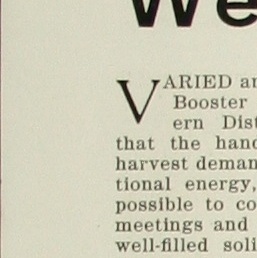 We
VARIED an
Booster
ern Dist
that the hand
harvest deman
tional energy,
possible to co
meetings and
well-filled soli